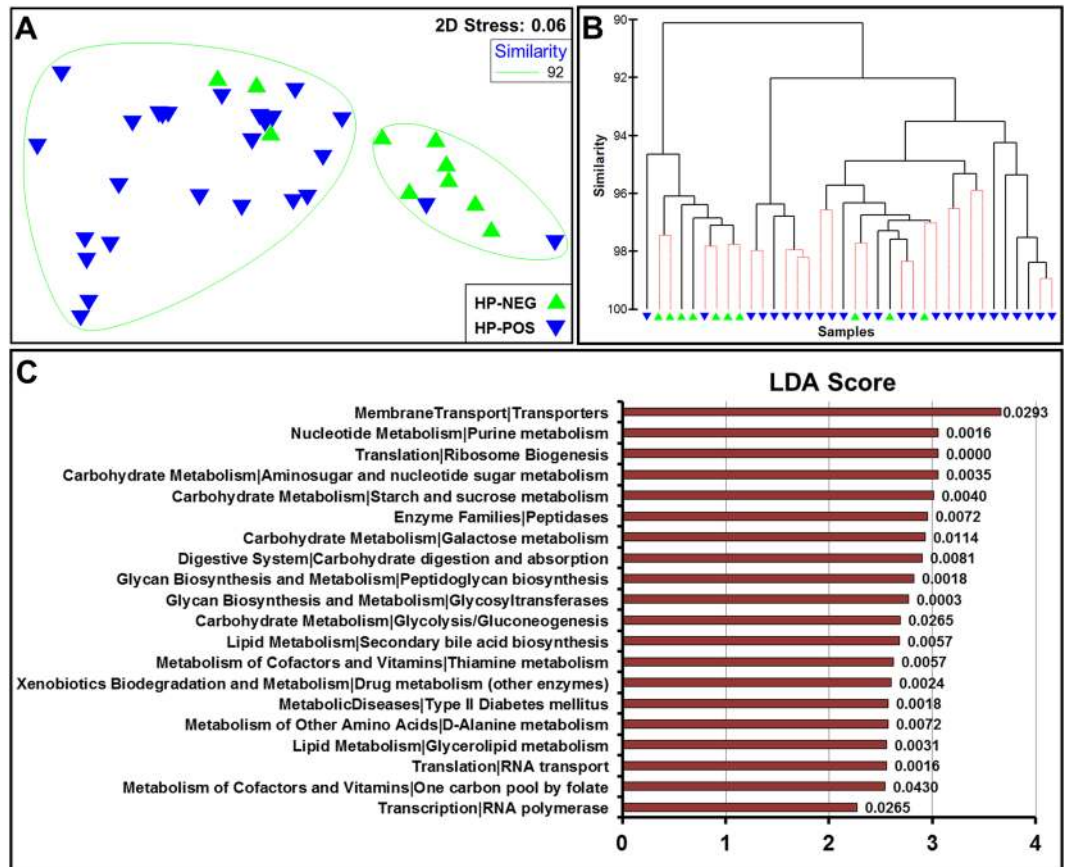 A
2D Stress: 0.06
Similarity
92
HP-NEG
HP-POS
B
90
92
94
96
98
100
Similarity
Samples
C
LDA Score
MembraneTransport|Transporters 0.0293
Nucleotide Metabolism|Purine metabolism 0.0016
Translation|Ribosome Biogenesis 0.0000
Carbohydrate Metabolism|Aminosugar and nucleotide sugar metabolism 0.0035
Carbohydrate Metabolism|Starch and sucrose metabolism 0.0040
Enzyme Families|Peptidases 0.0072
Carbohydrate Metabolism|Galactose metabolism 0.0114
Digestive System|Carbohydrate digestion and absorption 0.0081
Glycan Biosynthesis and Metabolism|Peptidoglycan biosynthesis 0.0018
Glycan Biosynthesis and Metabolism|Glycosyltransferases 0.0003
Carbohydrate Metabolism|Glycolysis/Gluconeogenesis 0.0265
Lipid Metabolism|Secondary bile acid biosynthesis 0.0057
Metabolism of Cofactors and Vitamins|Thiamine metabolism 0.0057
Xenobiotics Biodegradation and Metabolism|Drug metabolism (other enzymes) 0.0024
MetabolicDiseases|Type II Diabetes mellitus 0.0018
Metabolism of Other Amino Acids|D-Alanine metabolism 0.0072
Lipid Metabolism|Glycerolipid metabolism 0.0031
Translation|RNA transport 0.0016
Metabolism of Cofactors and Vitamins|One carbon pool by folate 0.0430
Transcription|RNA polymerase 0.0265
0 1 2 3 4